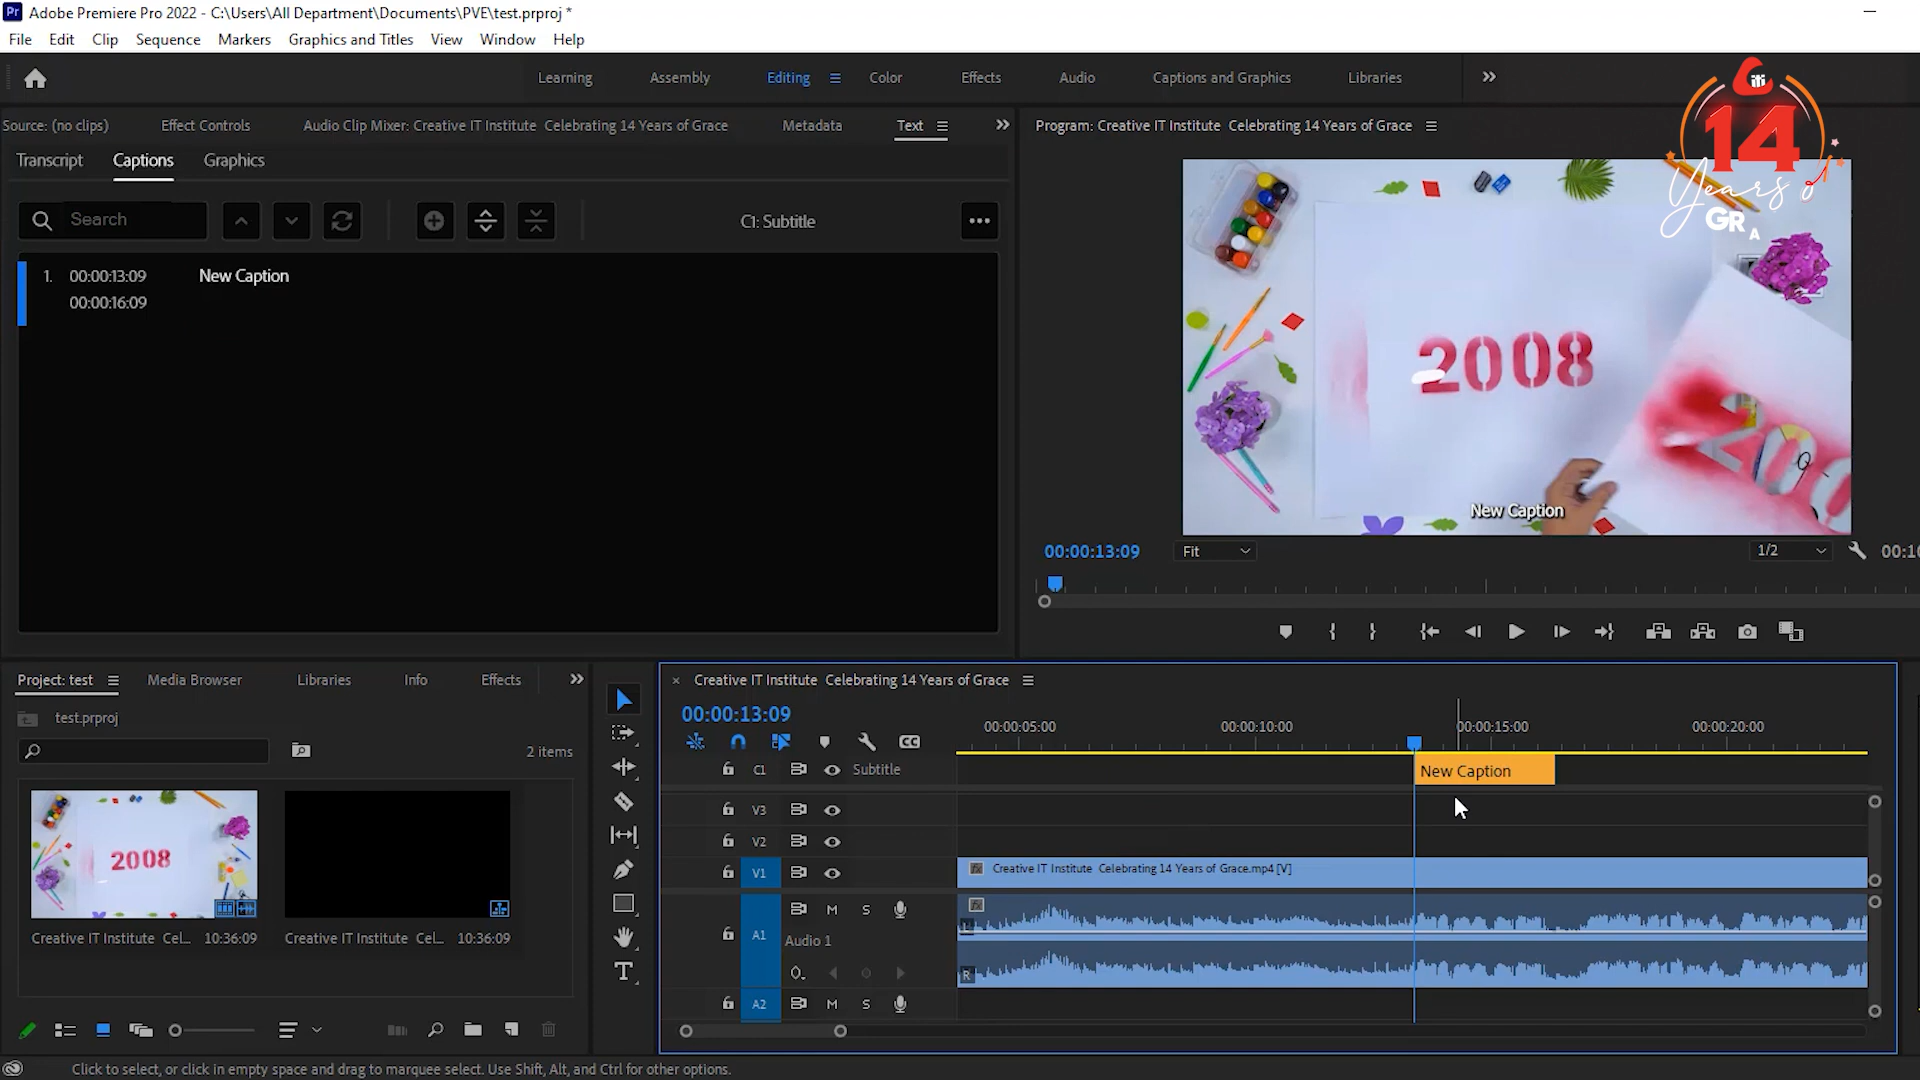 Pr Adobe Premiere Pro 2022 - C:\Users\All Department\Documents\PVE\test.prproj *
File Edit Clip Sequence Markers Graphics and Titles View Window Help
Learning Assembly Editing Color Effects Audio Captions and Graphics Libraries
14
Years of
GRA
Source: (no clips) Effect Controls Audio Clip Mixer: Creative IT Institute Celebrating 14 Years of Grace Metadata Text
Program: Creative IT Institute Celebrating 14 Years of Grace
Transcript Captions Graphics
Search C1: Subtitle
1. 00:00:13:09 New Caption
00:00:16:09
2008
New Caption
00:00:13:09 Fit 1/2
Project: test Media Browser Libraries Info Effects
test.prproj
2 items
2008
Creative IT Institute Cel... 10:36:09
Creative IT Institute Cel... 10:36:09
× Creative IT Institute Celebrating 14 Years of Grace
00:00:13:09
00:00:05:00 00:00:10:00 00:00:15:00 00:00:20:00
CC
C1 Subtitle New Caption
V3
V2
V1 fx Creative IT Institute Celebrating 14 Years of Grace.mp4 [V]
A1 M S fx
Audio 1
L
R
A2 M S
T
Click to select, or click in empty space and drag to marquee select. Use Shift, Alt, and Ctrl for other options.